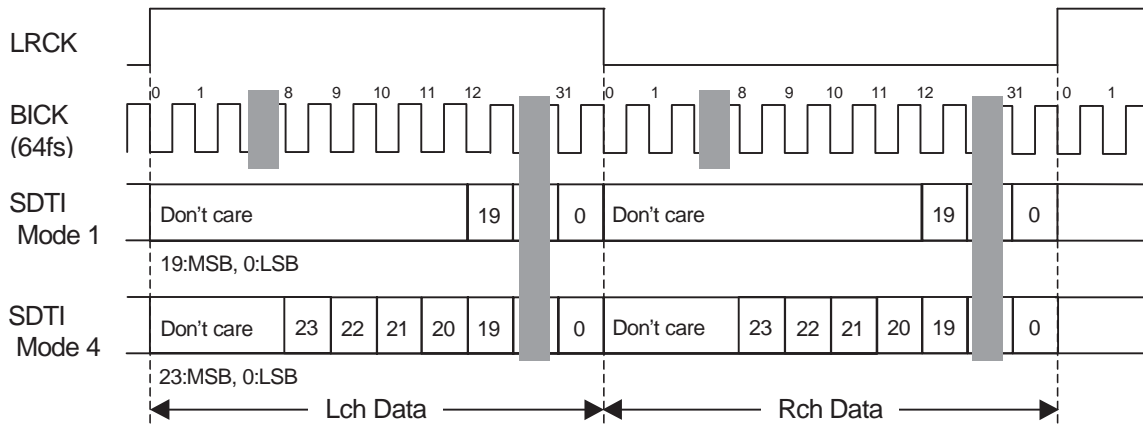 LRCK
BICK
(64fs)
0 1 8 9 10 11 12 31 0 1 8 9 10 11 12 31 0 1
SDTI
Mode 1
Don't care 19 0 Don't care 19 0
19:MSB, 0:LSB
SDTI
Mode 4
Don't care 23 22 21 20 19 0 Don't care 23 22 21 20 19 0
23:MSB, 0:LSB
Lch Data Rch Data